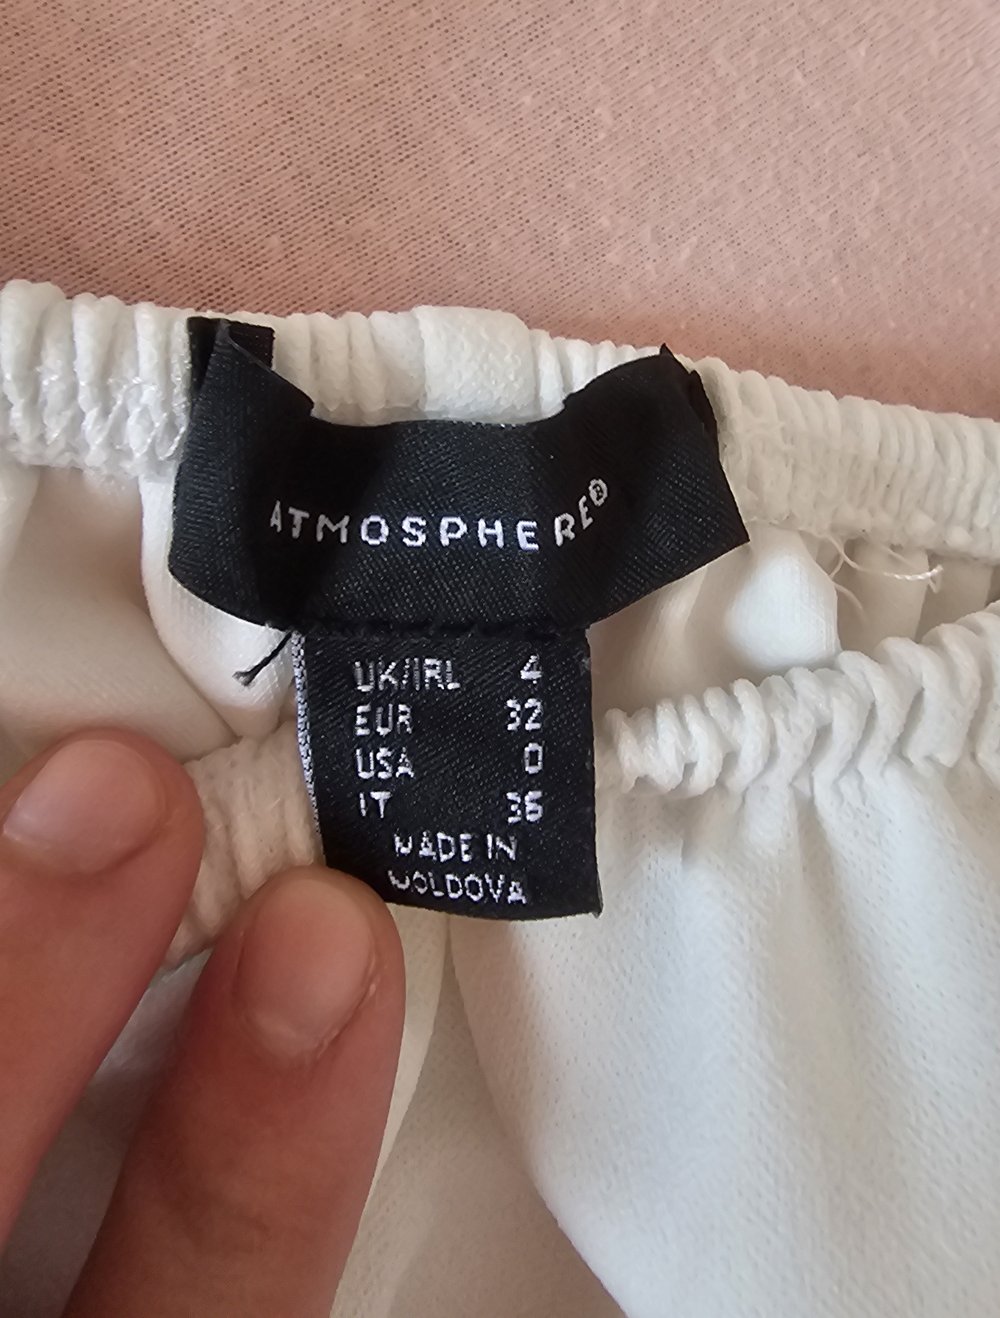 ATMOSPHERE®
UK/IRL 4
EUR 32
USA 0
IT 36
MADE IN
MOLDOVA